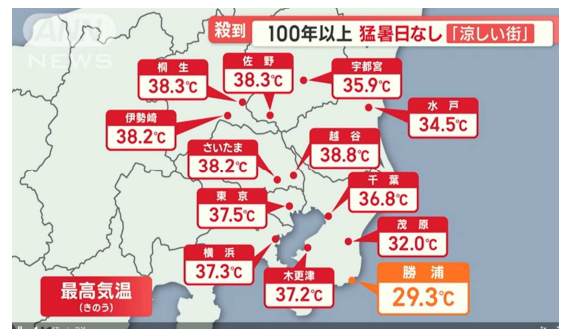 ANN
NEWS
殺到
100年以上 猛暑日なし「涼しい街」
桐生
38.3℃
佐野
38.3℃
宇都宮
35.9℃
水戸
34.5℃
伊勢崎
38.2℃
さいたま
38.2℃
越谷
38.8℃
千葉
36.8℃
東京
37.5℃
茂原
32.0℃
横浜
37.3℃
木更津
37.2℃
勝浦
29.3℃
最高気温
(きのう)